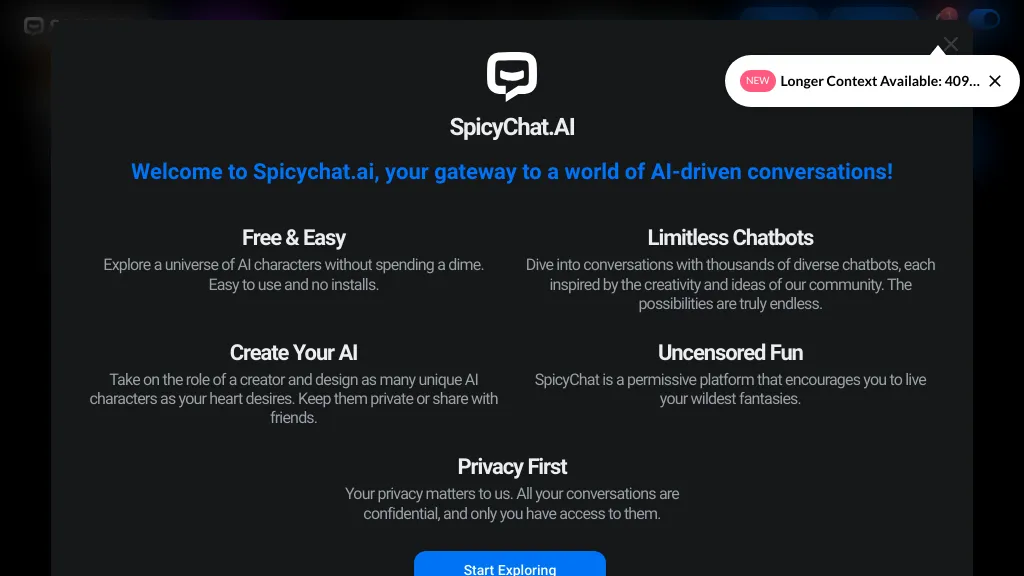 1
NEW Longer Context Available: 409...
SpicyChat.AI
Welcome to Spicychat.ai, your gateway to a world of AI-driven conversations!
Free & Easy
Explore a universe of AI characters without spending a dime.
Easy to use and no installs.
Limitless Chatbots
Dive into conversations with thousands of diverse chatbots, each
inspired by the creativity and ideas of our community. The
possibilities are truly endless.
Create Your AI
Take on the role of a creator and design as many unique AI
characters as your heart desires. Keep them private or share with
friends.
Uncensored Fun
SpicyChat is a permissive platform that encourages you to live
your wildest fantasies.
Privacy First
Your privacy matters to us. All your conversations are
confidential, and only you have access to them.
Start Exploring